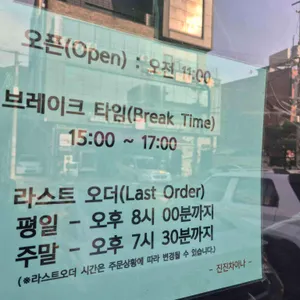 오픈(Open) : 오전 11:00
브레이크 타임(Break Time)
15:00 ~ 17:00
라스트 오더(Last Order)
평일 - 오후 8시 00분까지
주말 - 오후 7시 30분까지
(※라스트오더 시간은 주문상황에 따라 변경될 수 있습니다.)
- 진진차이나 -